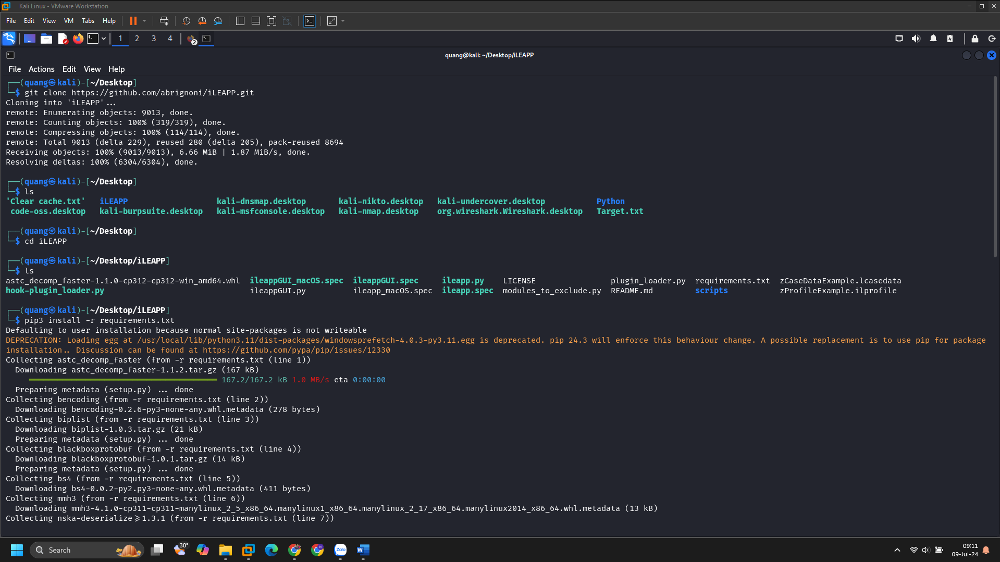 Kali Linux - VMware Workstation
File Edit View VM Tabs Help
1 2 3 4 2
quang@kali: ~/Desktop/iLEAPP
File Actions Edit View Help
┌──(quang㉿kali)-[~/Desktop]
└─$ git clone https://github.com/abrignoni/iLEAPP.git
Cloning into 'iLEAPP'...
remote: Enumerating objects: 9013, done.
remote: Counting objects: 100% (319/319), done.
remote: Compressing objects: 100% (114/114), done.
remote: Total 9013 (delta 229), reused 280 (delta 205), pack-reused 8694
Receiving objects: 100% (9013/9013), 6.66 MiB | 1.87 MiB/s, done.
Resolving deltas: 100% (6304/6304), done.
┌──(quang㉿kali)-[~/Desktop]
└─$ ls
'Clear cache.txt' iLEAPP kali-dnsmap.desktop kali-nikto.desktop kali-undercover.desktop Python
code-oss.desktop kali-burpsuite.desktop kali-msfconsole.desktop kali-nmap.desktop org.wireshark.Wireshark.desktop Target.txt
┌──(quang㉿kali)-[~/Desktop]
└─$ cd iLEAPP
┌──(quang㉿kali)-[~/Desktop/iLEAPP]
└─$ ls
astc_decomp_faster-1.1.0-cp312-cp312-win_amd64.whl ileappGUI_macOS.spec ileappGUI.spec ileapp.py LICENSE plugin_loader.py requirements.txt zCaseDataExample.lcasedata
hook-plugin_loader.py ileappGUI.py ileapp_macOS.spec ileapp.spec modules_to_exclude.py README.md scripts zProfileExample.ilprofile
┌──(quang㉿kali)-[~/Desktop/iLEAPP]
└─$ pip3 install -r requirements.txt
Defaulting to user installation because normal site-packages is not writeable
DEPRECATION: Loading egg at /usr/local/lib/python3.11/dist-packages/windowsprefetch-4.0.3-py3.11.egg is deprecated. pip 24.3 will enforce this behaviour change. A possible replacement is to use pip for package
installation.. Discussion can be found at https://github.com/pypa/pip/issues/12330
Collecting astc_decomp_faster (from -r requirements.txt (line 1))
Downloading astc_decomp_faster-1.1.2.tar.gz (167 kB)
167.2/167.2 kB 1.0 MB/s eta 0:00:00
Preparing metadata (setup.py) ... done
Collecting bencoding (from -r requirements.txt (line 2))
Downloading bencoding-0.2.6-py3-none-any.whl.metadata (278 bytes)
Collecting biplist (from -r requirements.txt (line 3))
Downloading biplist-1.0.3.tar.gz (21 kB)
Preparing metadata (setup.py) ... done
Collecting blackboxprotobuf (from -r requirements.txt (line 4))
Downloading blackboxprotobuf-1.0.1.tar.gz (14 kB)
Preparing metadata (setup.py) ... done
Collecting bs4 (from -r requirements.txt (line 5))
Downloading bs4-0.0.2-py2.py3-none-any.whl.metadata (411 bytes)
Collecting mmh3 (from -r requirements.txt (line 6))
Downloading mmh3-4.1.0-cp311-cp311-manylinux_2_5_x86_64.manylinux1_x86_64.manylinux_2_17_x86_64.manylinux2014_x86_64.whl.metadata (13 kB)
Collecting nska-deserialize>=1.3.1 (from -r requirements.txt (line 7))
Search 30° Zalo W 09:11
09-Jul-24